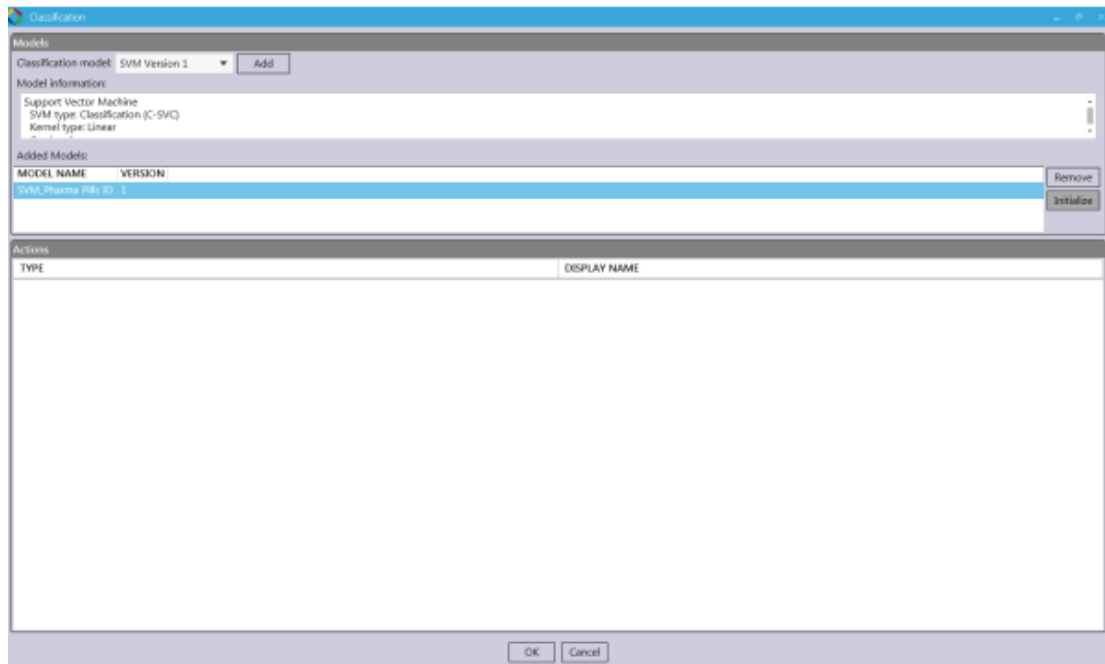 Classification
Models
Classification model: SVM Version 1 Add
Model information:
Support Vector Machine
SVM type: Classification (C-SVC)
Kernel type: Linear
Added Models:
MODEL NAME VERSION
Remove
SVM_Pharma Pills ID 1
Initialize
Actions
TYPE DISPLAY NAME
OK Cancel